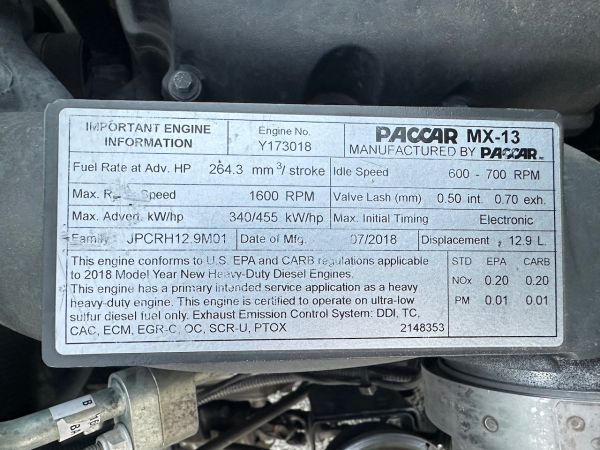 IMPORTANT ENGINE INFORMATION
Engine No. Y173018
PACCAR MX-13
MANUFACTURED BY PACCAR INC
Fuel Rate at Adv. HP 264.3 mm³/ stroke
Idle Speed 600 - 700 RPM
Max. Speed 1600 RPM
Valve Lash (mm) 0.50 int. 0.70 exh.
Max. Advert. kW/hp 340/455 kW/hp
Max. Initial Timing Electronic
Family JPCRH12.9M01
Date of Mfg. 07/2018
Displacement 12.9 L.
This engine conforms to U.S. EPA and CARB regulations applicable
to 2018 Model Year New Heavy-Duty Diesel Engines.
This engine has a primary intended service application as a heavy
heavy-duty engine. This engine is certified to operate on ultra-low
sulfur diesel fuel only. Exhaust Emission Control System: DDI, TC,
CAC, ECM, EGR-C, OC, SCR-U, PTOX 2148353
STD EPA CARB
NOx 0.20 0.20
PM 0.01 0.01